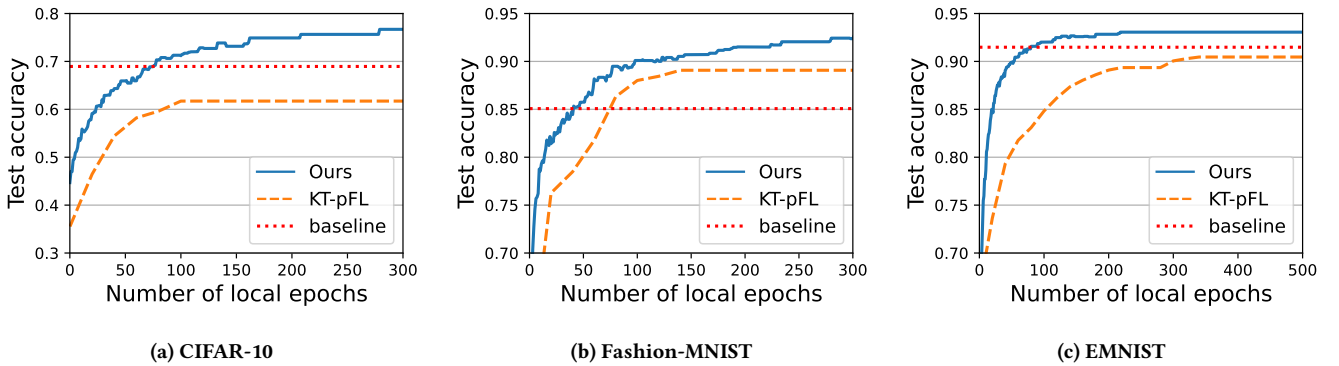 0.8
0.7
0.6
0.5
0.4
0.3
Test accuracy
0 50 100 150 200 250 300
Number of local epochs
Ours
KT-pFL
baseline
(a) CIFAR-10
0.95
0.90
0.85
0.80
0.75
0.70
Test accuracy
0 50 100 150 200 250 300
Number of local epochs
Ours
KT-pFL
baseline
(b) Fashion-MNIST
0.95
0.90
0.85
0.80
0.75
0.70
Test accuracy
0 100 200 300 400 500
Number of local epochs
Ours
KT-pFL
baseline
(c) EMNIST